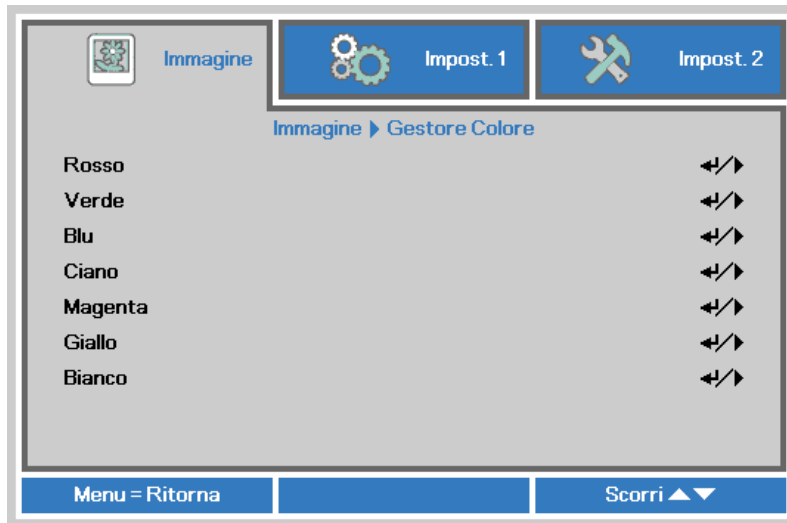 Immagine
Impost. 1
Impost. 2
Immagine ▶ Gestore Colore
Rosso ↵/▶
Verde ↵/▶
Blu ↵/▶
Ciano ↵/▶
Magenta ↵/▶
Giallo ↵/▶
Bianco ↵/▶
Menu = Ritorna
Scorri ▲▼